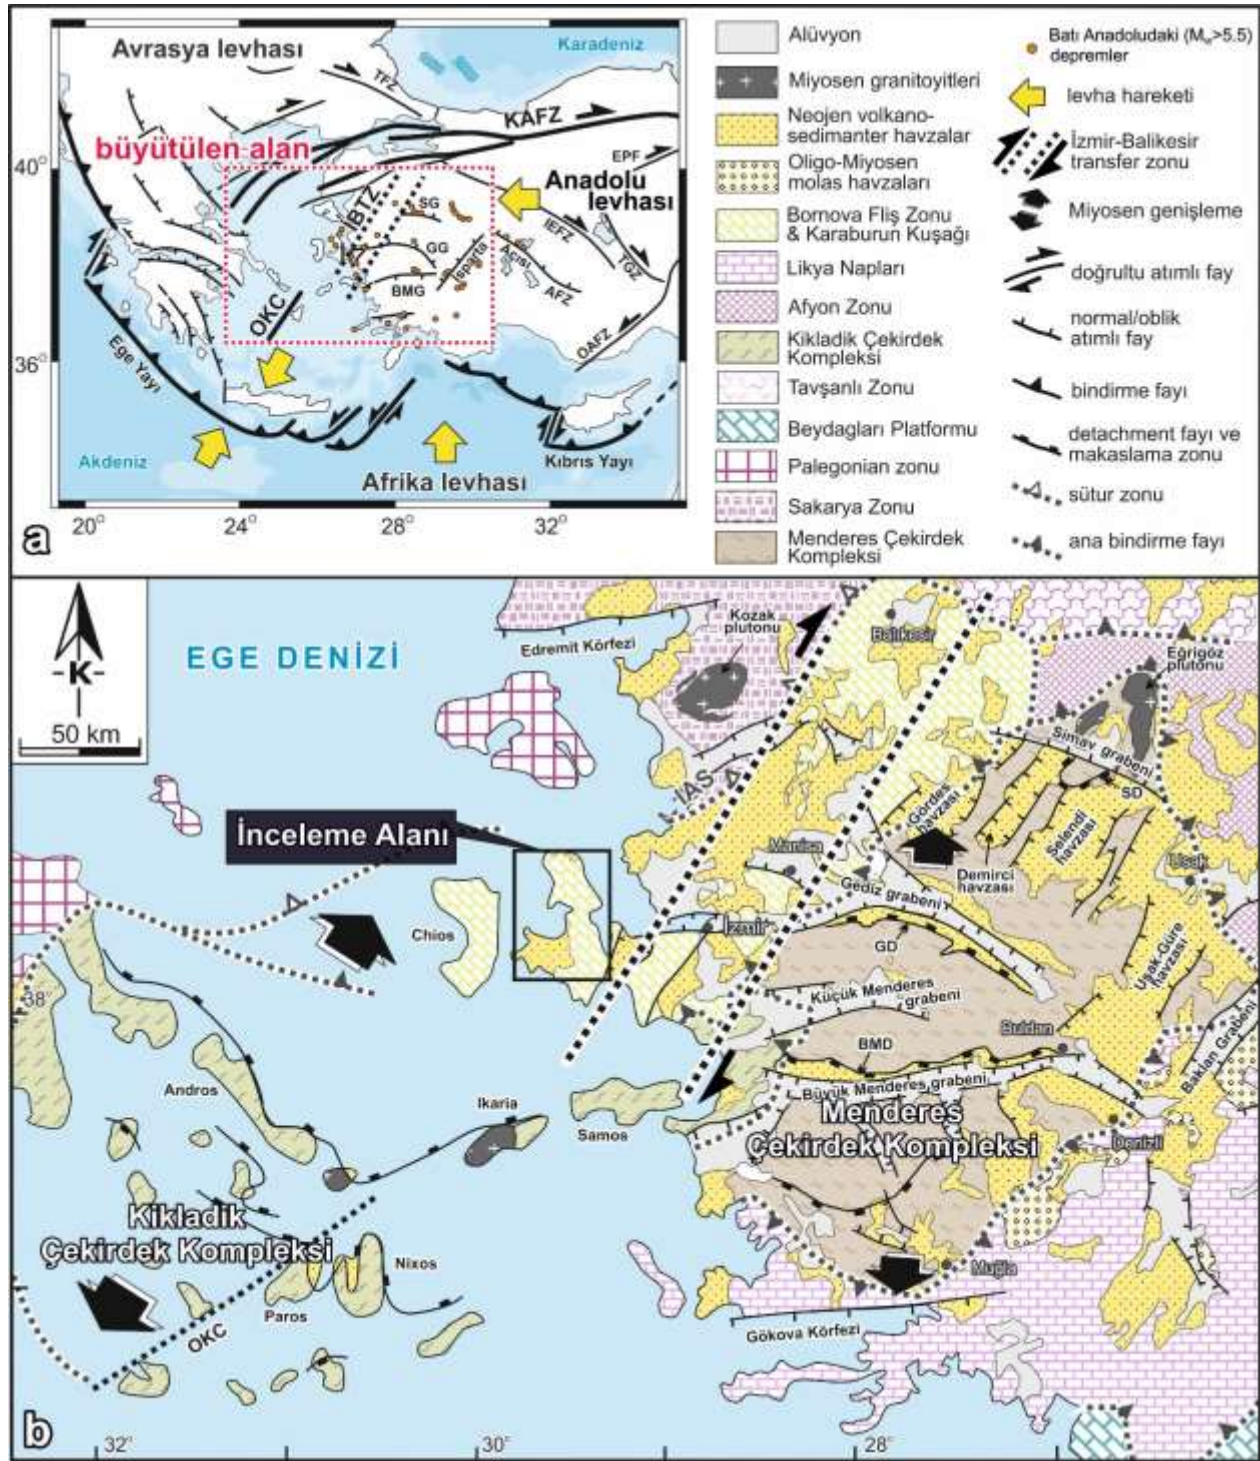 Avrasya levhası
Karadeniz
TFZ
KAFZ
40°
büyütülen alan
EPF
Anadolu
levhası
İBTZ
SG
IEFZ
GG
Isparta
Açısı
TGZ
BMG
AFZ
OKC
OAFZ
Ege Yayı
36°
Akdeniz
Afrika levhası
Kıbrıs Yayı
20°
24°
28°
32°
a
Alüvyon
Miyosen granitoyitleri
Neojen volkano-
sedimanter havzalar
Oligo-Miyosen
molas havzaları
Bornova Fliş Zonu
& Karaburun Kuşağı
Likya Napları
Afyon Zonu
Kikladik Çekirdek
Kompleksi
Tavşanlı Zonu
Beydagları Platformu
Palegonian zonu
Sakarya Zonu
Menderes Çekirdek
Kompleksi
Batı Anadoludaki (Mw>5.5)
depremler
levha hareketi
İzmir-Balikesir
transfer zonu
Miyosen genişleme
doğrultu atımlı fay
normal/oblik
atımlı fay
bindirme fayı
detachment fayı ve
makaslama zonu
sütur zonu
ana bindirme fayı
K
50 km
EGE DENİZİ
Edremit Körfezi
Kozak
plutonu
Balıkesir
Eğrigöz
plutonu
Simav grabeni
SD
IAS
Gördes
havzası
Selendi
havzası
Demirci
havzası
Uşak
İnceleme Alanı
Manisa
Gediz grabeni
Chios
İzmir
GD
Uşak-Güre
havzası
38°
Küçük Menderes
grabeni
Buldan
BMD
Baklan Grabeni
Andros
Ikaria
Samos
Büyük Menderes grabeni
Menderes
Çekirdek Kompleksi
Denizli
Kikladik
Çekirdek Kompleksi
Nixos
Paros
OKC
Muğla
Gökova Körfezi
b
32°
30°
28°